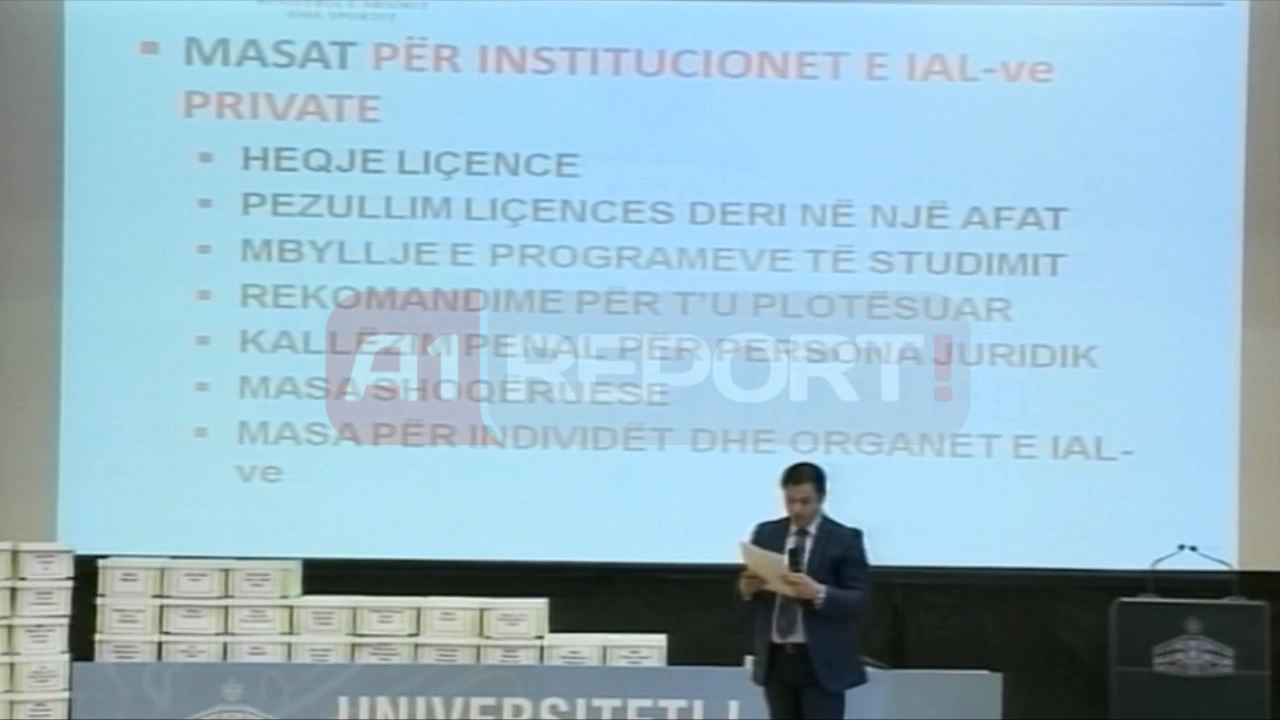 DHE SPORTIT
MASAT PËR INSTITUCIONET E IAL-ve
PRIVATE
HEQJE LIÇENCE
PEZULLIM LIÇENCES DERI NË NJË AFAT
MBYLLJE E PROGRAMEVE TË STUDIMIT
REKOMANDIME PËR T'U PLOTËSUAR
KALLËZIM PENAL PËR PERSONA JURIDIK
MASA SHOQËRUESE
MASA PËR INDIVIDËT DHE ORGANET E IAL-
ve
A1 REPORT!
UNIVERSITETI